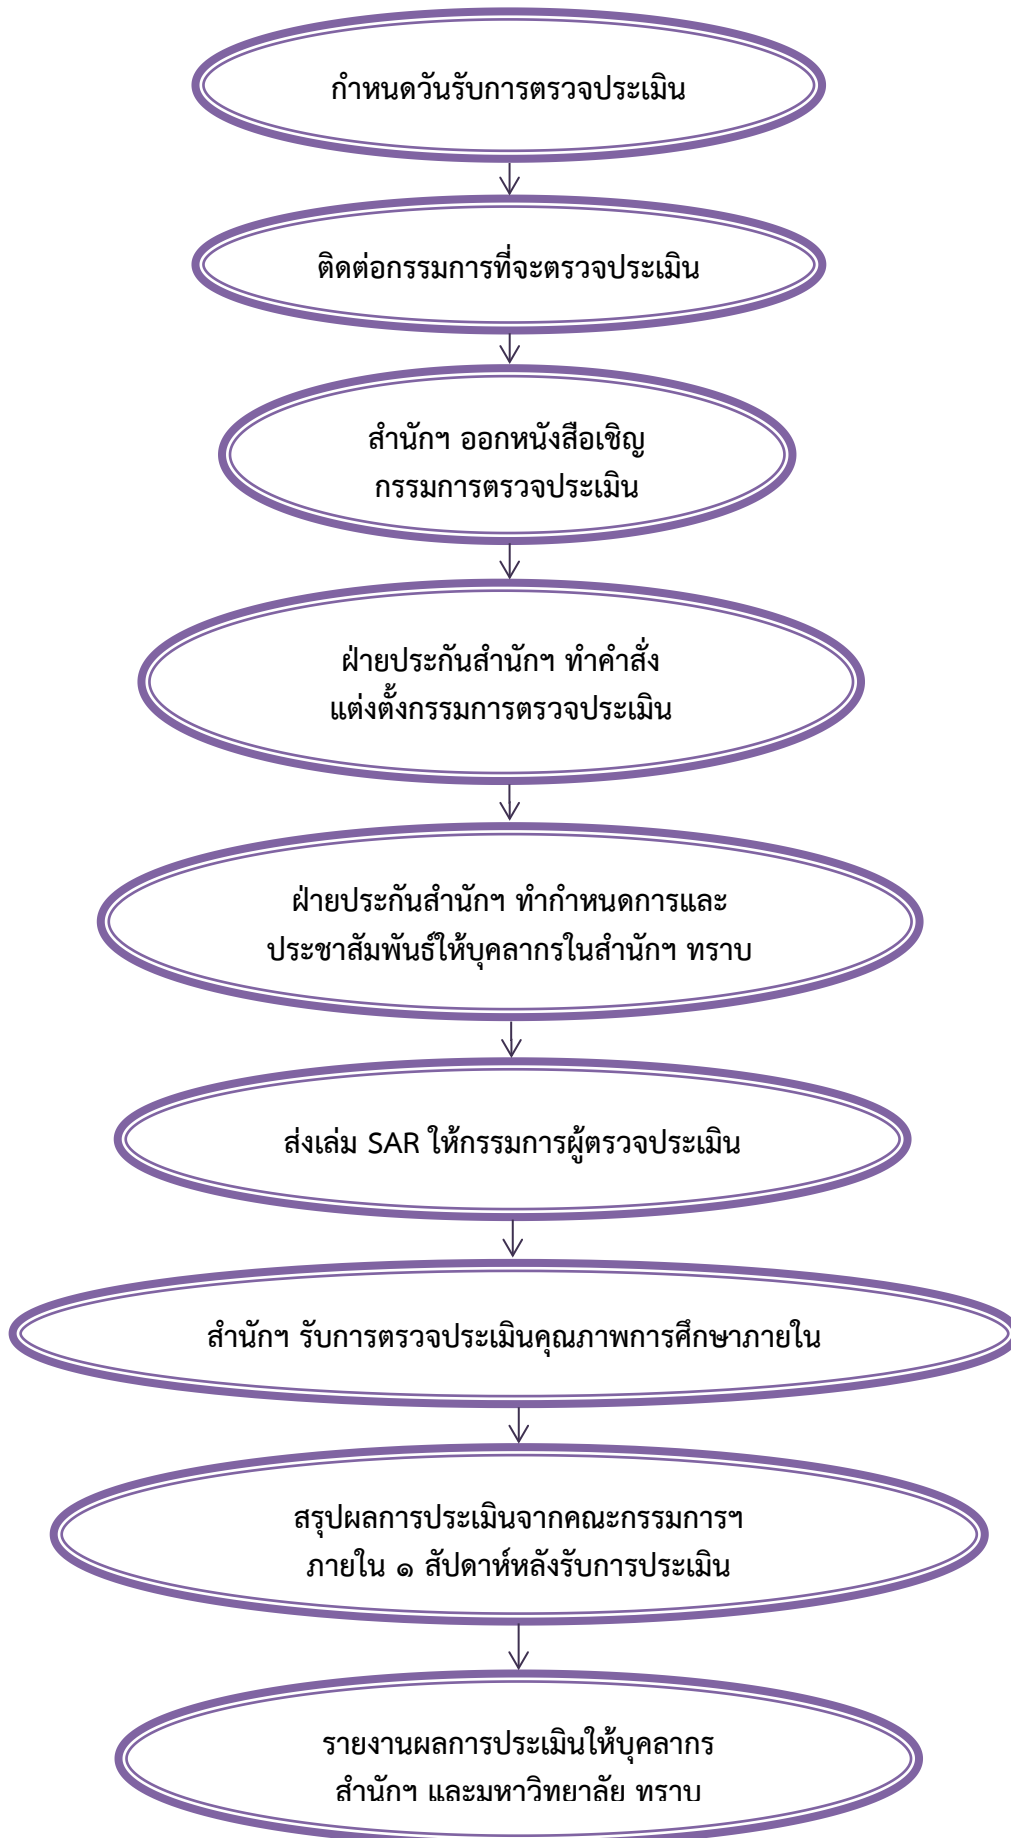 กำหนดวันรับการตรวจประเมิน
ติดต่อกรรมการที่จะตรวจประเมิน
สำนักฯ ออกหนังสือเชิญ
กรรมการตรวจประเมิน
ฝ่ายประกันสำนักฯ ทำคำสั่ง
แต่งตั้งกรรมการตรวจประเมิน
ฝ่ายประกันสำนักฯ ทำกำหนดการและ
ประชาสัมพันธ์ให้บุคลากรในสำนักฯ ทราบ
ส่งเล่ม SAR ให้กรรมการผู้ตรวจประเมิน
สำนักฯ รับการตรวจประเมินคุณภาพการศึกษาภายใน
สรุปผลการประเมินจากคณะกรรมการฯ
ภายใน ๑ สัปดาห์หลังรับการประเมิน
รายงานผลการประเมินให้บุคลากร
สำนักฯ และมหาวิทยาลัย ทราบ